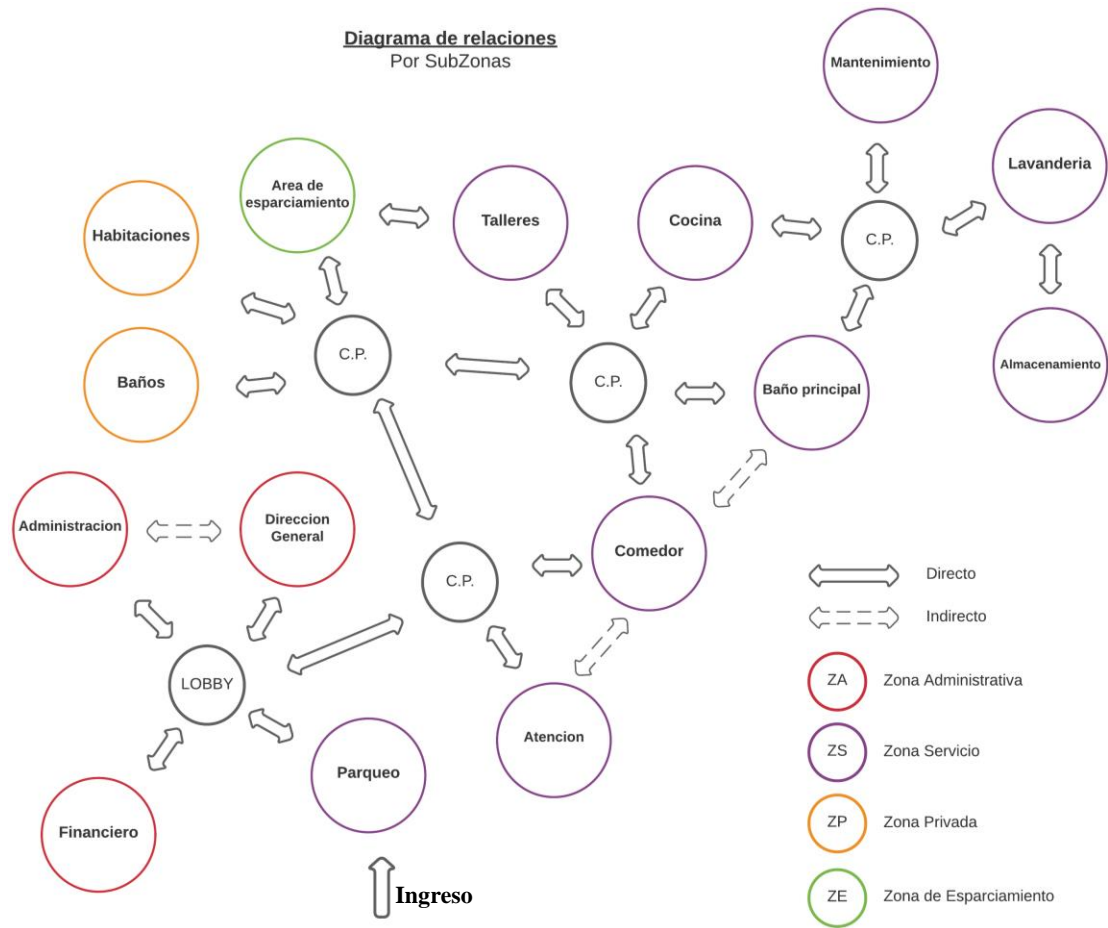 Diagrama de relaciones
Por SubZonas
Mantenimiento
Lavanderia
Area de
esparciamiento
Talleres
Cocina
Habitaciones
C.P.
C.P.
Baños
C.P.
Baño principal
Almacenamiento
Administracion
Direccion
General
Comedor
C.P.
Directo
Indirecto
LOBBY
ZA
Zona Administrativa
Atencion
ZS
Zona Servicio
Parqueo
Financiero
ZP
Zona Privada
Ingreso
ZE
Zona de Esparciamiento